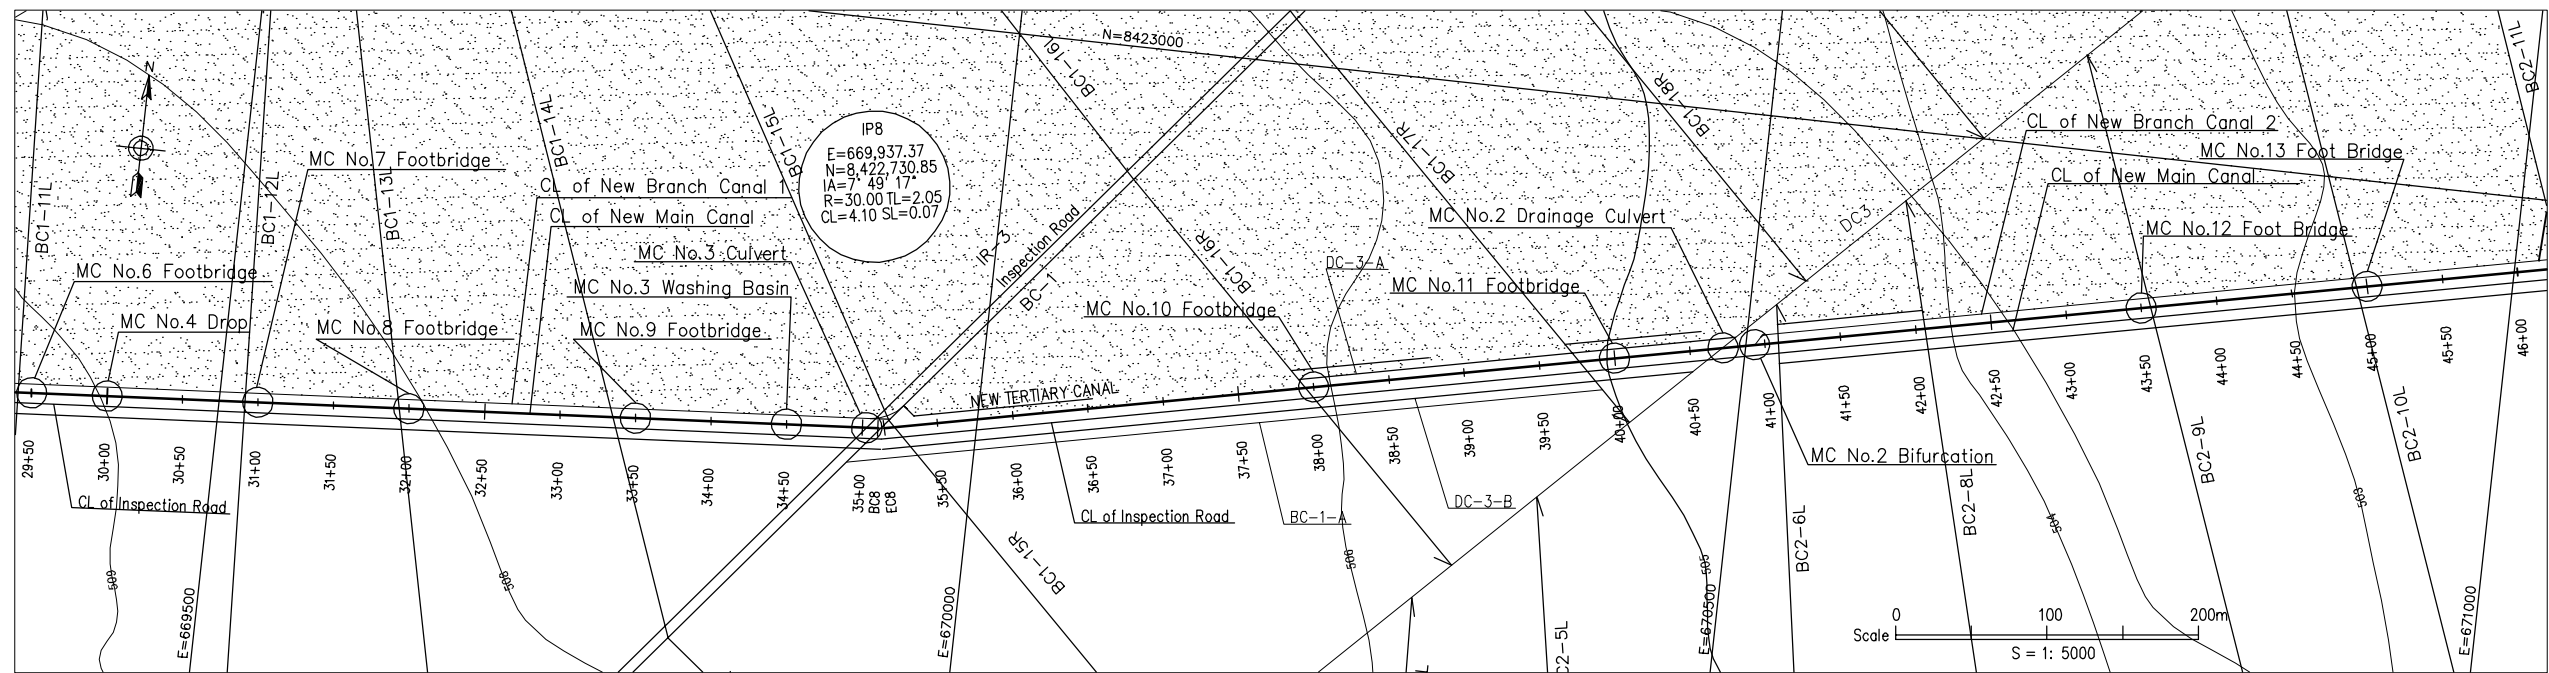 N
BC1-11L
BC1-12L
BC1-13L
BC1-14L
BC1-15L
BC1-16L
N=8423000
BC1-17R
BC1-18R
BC2-11L
MC No.7 Footbridge
CL of New Branch Canal 1
CL of New Main Canal
MC No.3 Culvert
MC No.3 Washing Basin
MC No.6 Footbridge
MC No.4 Drop
MC No.8 Footbridge
MC No.9 Footbridge
IP8
E=669,937.37
N=8,422,730.85
IA=7° 49' 17"
R=30.00 TL=2.05
CL=4.10 SL=0.07
IR-3
Inspection Road
BC-1
BC1-16R
NEW TERTIARY CANAL
MC No.10 Footbridge
DC-3-A
MC No.11 Footbridge
MC No.2 Drainage Culvert
DC3
CL of New Branch Canal 2
MC No.13 Foot Bridge
CL of New Main Canal
MC No.12 Foot Bridge
29+50
30+00
30+50
31+00
31+50
32+00
32+50
33+00
33+50
34+00
34+50
35+00
BC8
EC8
35+50
36+00
36+50
37+00
37+50
38+00
38+50
39+00
39+50
40+00
40+50
41+00
41+50
42+00
42+50
43+00
43+50
44+00
44+50
45+00
45+50
46+00
MC No.2 Bifurcation
CL of Inspection Road
CL of Inspection Road
BC-1-A
DC-3-B
BC1-15R
BC2-5L
BC2-6L
BC2-8L
BC2-9L
BC2-10L
509
508
506
505
504
503
E=669500
E=670000
E=670500
E=671000
0 100 200m
Scale
S = 1: 5000